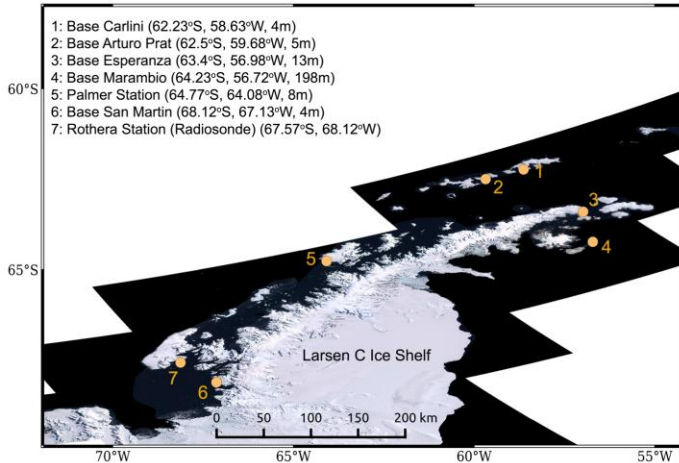 1: Base Carlini (62.23°S, 58.63°W, 4m)
2: Base Arturo Prat (62.5°S, 59.68°W, 5m)
3: Base Esperanza (63.4°S, 56.98°W, 13m)
4: Base Marambio (64.23°S, 56.72°W, 198m)
5: Palmer Station (64.77°S, 64.08°W, 8m)
6: Base San Martin (68.12°S, 67.13°W, 4m)
7: Rothera Station (Radiosonde) (67.57°S, 68.12°W)
60°S
1
2
3
4
5
65°S
Larsen C Ice Shelf
7
6
0 50 100 150 200 km
70°W 65°W 60°W 55°W